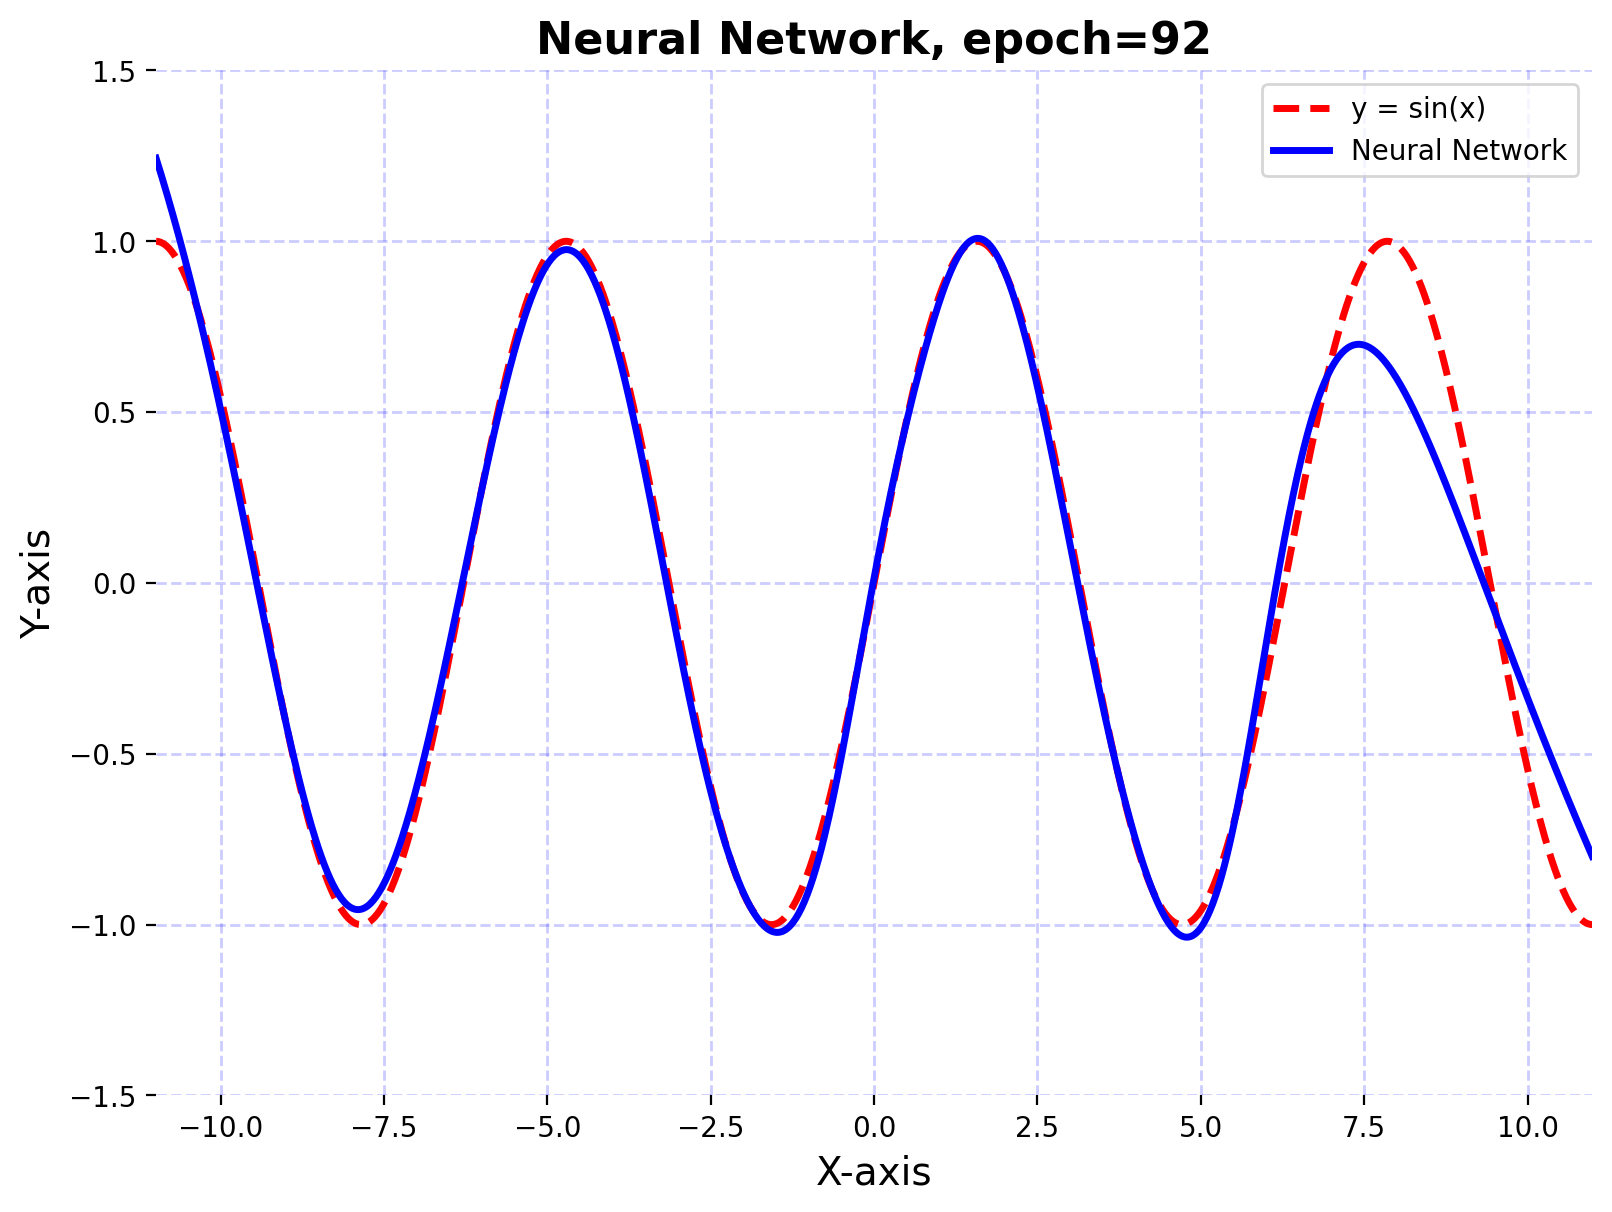 Neural Network, epoch=92
1.5
y = sin(x)
Neural Network
1.0
0.5
0.0
−0.5
−1.0
−1.5
Y-axis
−10.0 −7.5 −5.0 −2.5 0.0 2.5 5.0 7.5 10.0
X-axis